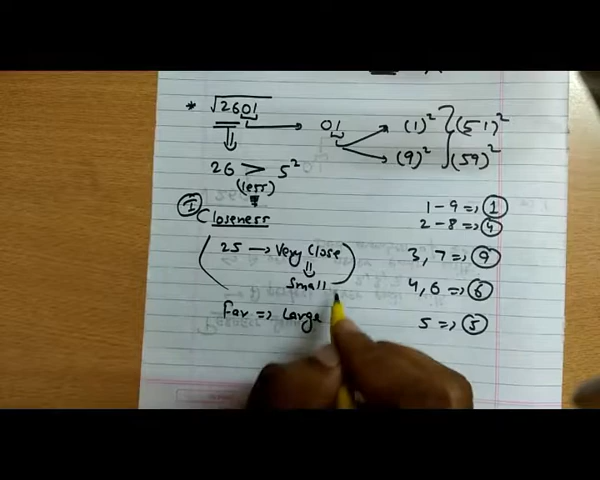 * √2601 → 01 → (1)² } (51)²
→ (9)² } (59)²
26 > 5²
(less)
① Closeness
25 → Very Close
⇓
Small
Far => Large
1 - 9 => ①
2 - 8 => ④
3, 7 => ⑨
4, 6 => ⑥
5 => ⑤